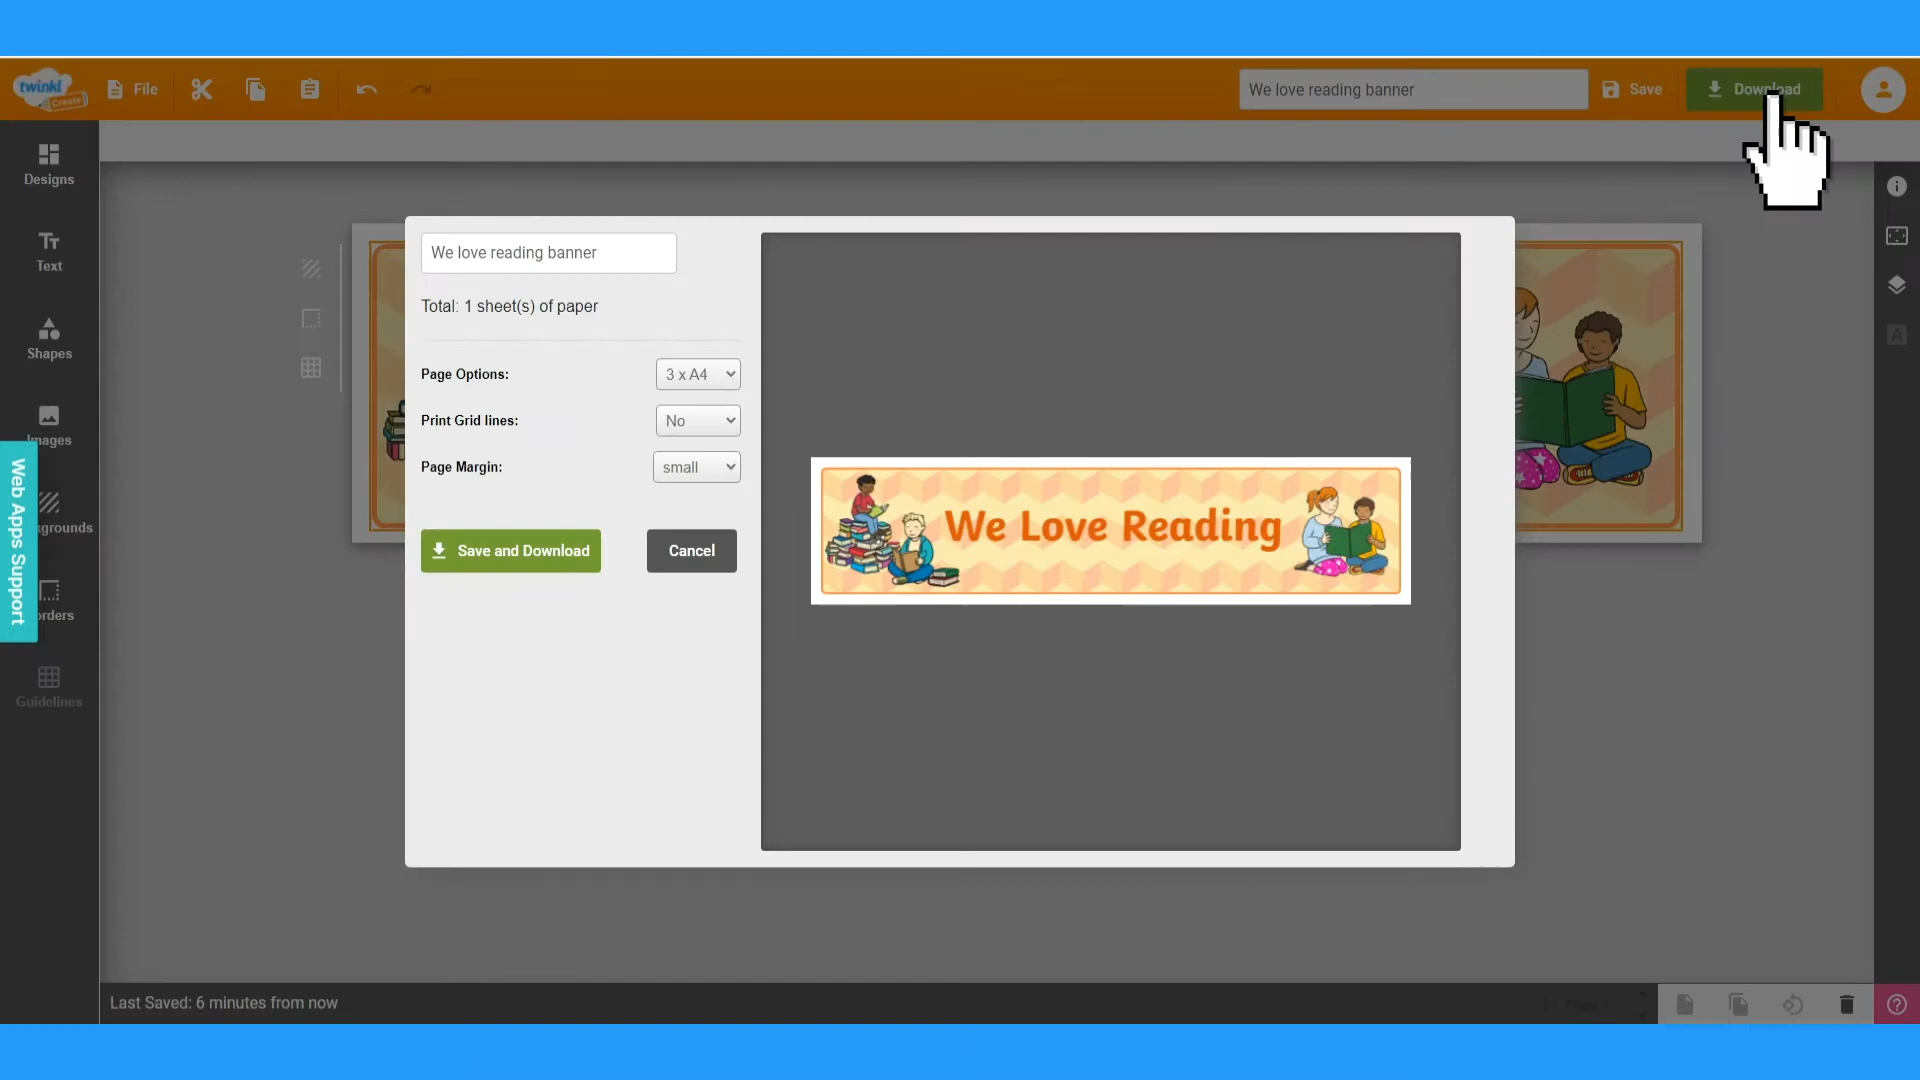 twinkl
Create
File
We love reading banner
Save
Download
Designs
Text
Shapes
Images
kgrounds
orders
Guidelines
Web Apps Support
We love reading banner
Total: 1 sheet(s) of paper
Page Options:
3 x A4
Print Grid lines:
No
Page Margin:
small
Save and Download
Cancel
We Love Reading
Last Saved: 6 minutes from now